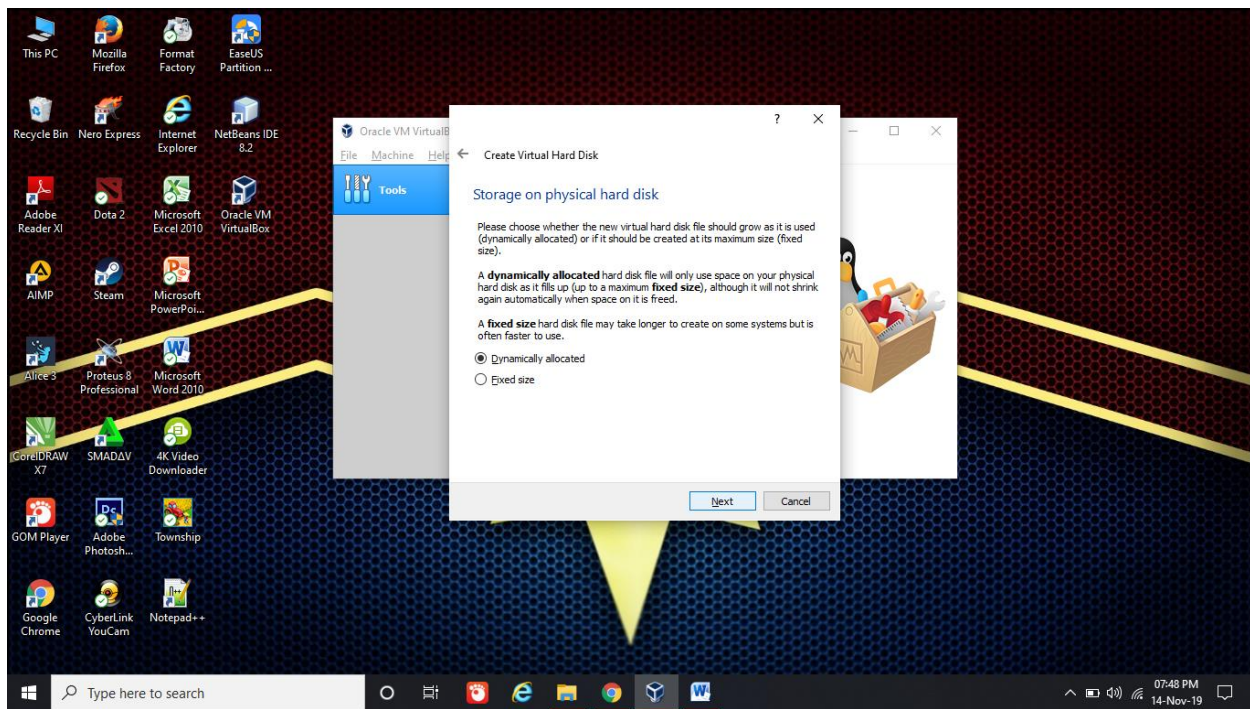 This PC
Mozilla
Firefox
Format
Factory
EaseUS
Partition ...
Recycle Bin
Nero Express
Internet
Explorer
NetBeans IDE
8.2
Adobe
Reader XI
Dota 2
Microsoft
Excel 2010
Oracle VM
VirtualBox
AIMP
Steam
Microsoft
PowerPoi...
Alice 3
Proteus 8
Professional
Microsoft
Word 2010
CorelDRAW
X7
SMADΔV
4K Video
Downloader
GOM Player
Adobe
Photosh...
Township
Google
Chrome
CyberLink
YouCam
Notepad++
Oracle VM VirtualB
File Machine Help
Tools
? ×
← Create Virtual Hard Disk
Storage on physical hard disk
Please choose whether the new virtual hard disk file should grow as it is used
(dynamically allocated) or if it should be created at its maximum size (fixed
size).
A dynamically allocated hard disk file will only use space on your physical
hard disk as it fills up (up to a maximum fixed size), although it will not shrink
again automatically when space on it is freed.
A fixed size hard disk file may take longer to create on some systems but is
often faster to use.
Dynamically allocated
Fixed size
Next Cancel
Type here to search
07:48 PM
14-Nov-19